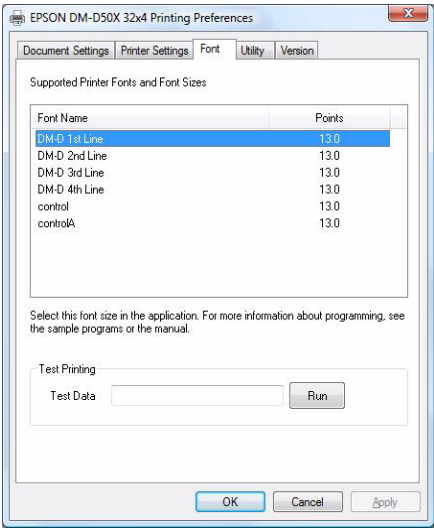 EPSON DM-D50X 32x4 Printing Preferences
Document Settings Printer Settings Font Utility Version
Supported Printer Fonts and Font Sizes
Font Name Points
DM-D 1st Line 13.0
DM-D 2nd Line 13.0
DM-D 3rd Line 13.0
DM-D 4th Line 13.0
control 13.0
controlA 13.0
Select this font size in the application. For more information about programming, see
the sample programs or the manual.
Test Printing
Test Data Run
OK Cancel Apply